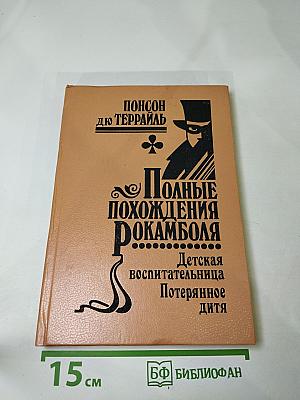 ПОНСОН
дю ТЕРРАЙЛЬ
ПОЛНЫЕ
ПОХОЖДЕНИЯ
РОКАМБОЛЯ
Детская
воспитательница
Потерянное
дитя
15 см
БФ БИБЛИОФАН